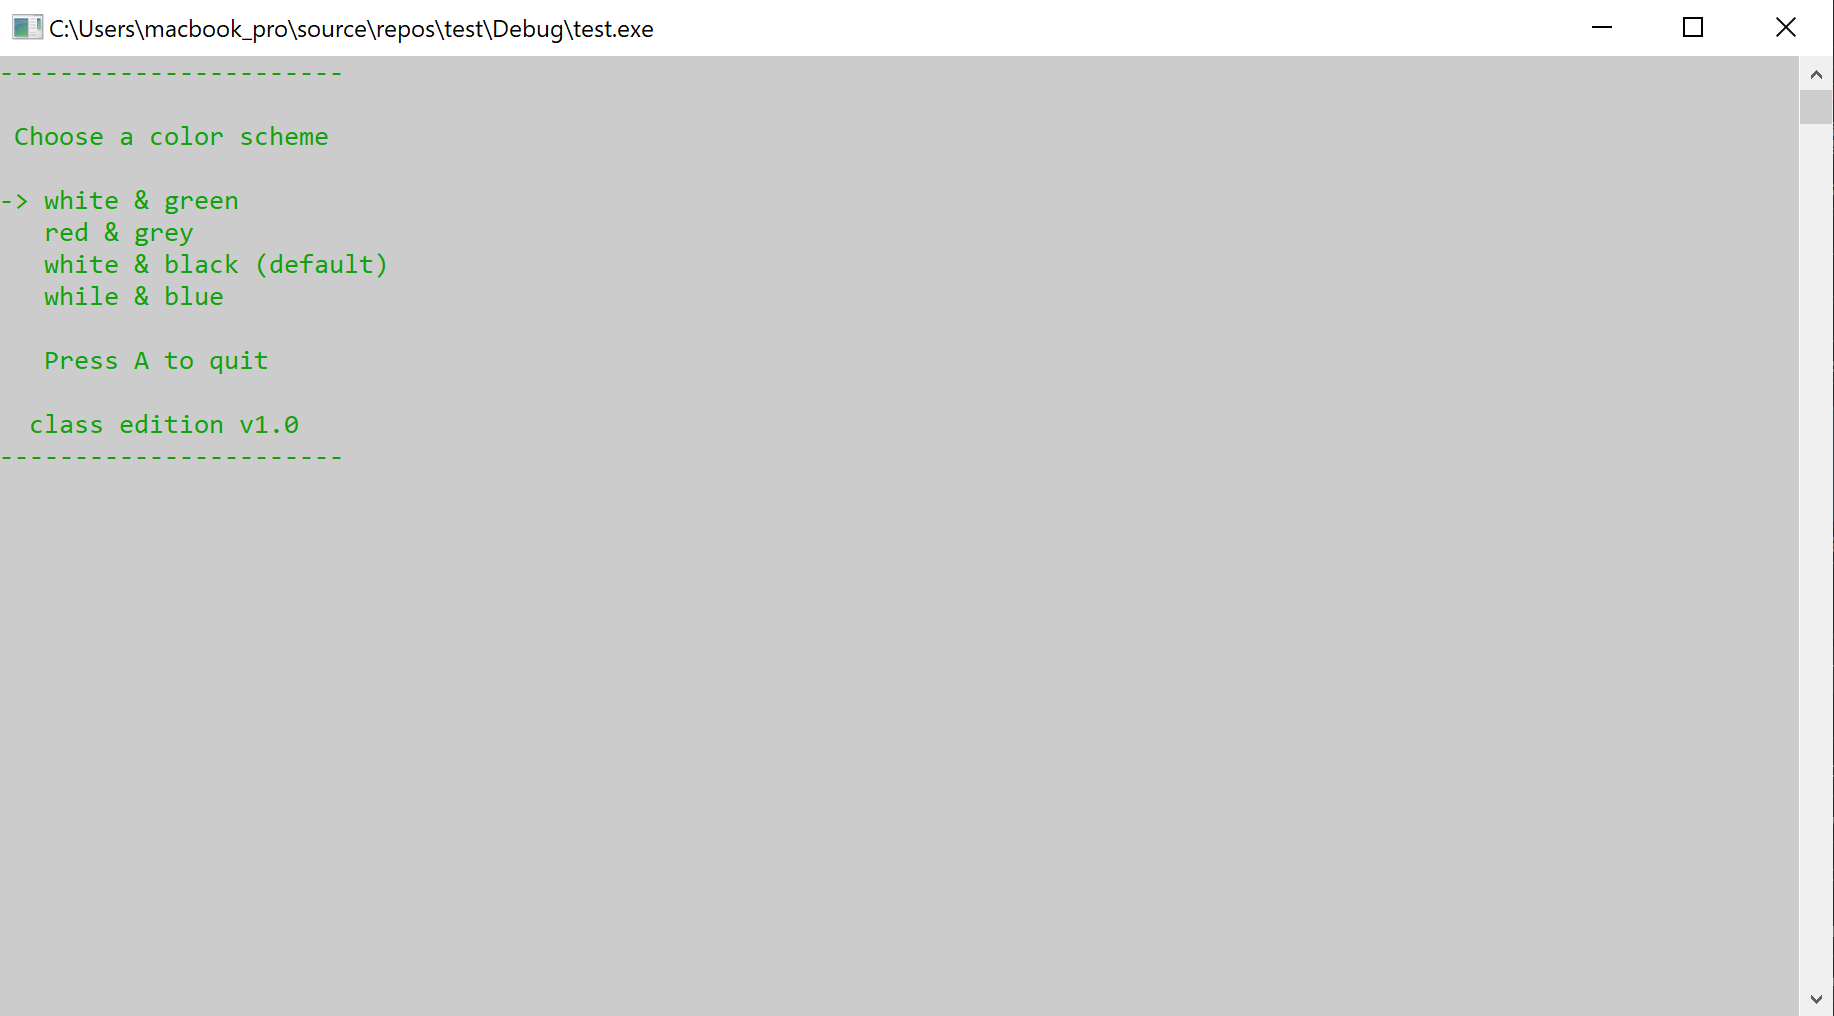 C:\Users\macbook_pro\source\repos\test\Debug\test.exe
-----------------------
Choose a color scheme
-> white & green
red & grey
white & black (default)
while & blue
Press A to quit
class edition v1.0
-----------------------